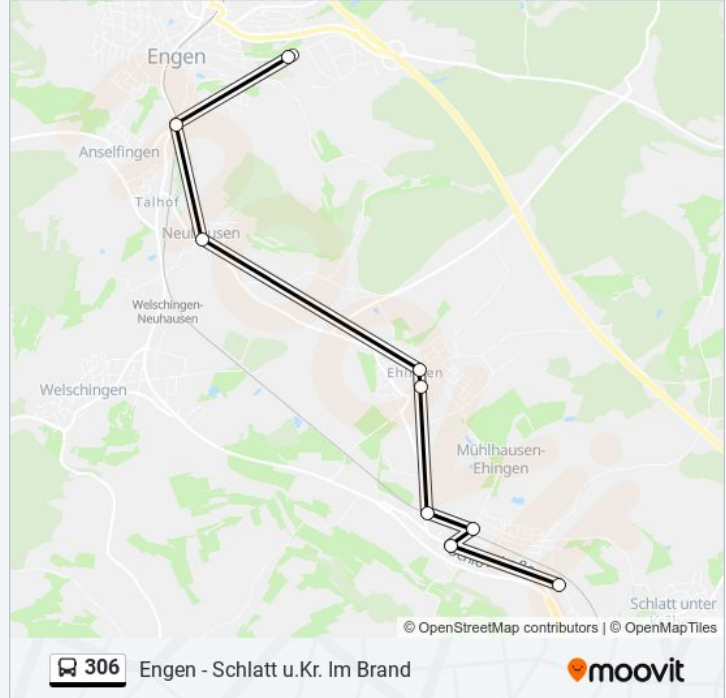 Engen
Anselfingen
Talhof
Neuhausen
Welschingen-
Neuhausen
Welschingen
Ehingen
Mühlhausen-
Ehingen
Schlatt unter
© OpenStreetMap contributors | © OpenMapTiles
306 Engen - Schlatt u.Kr. Im Brand
moovit